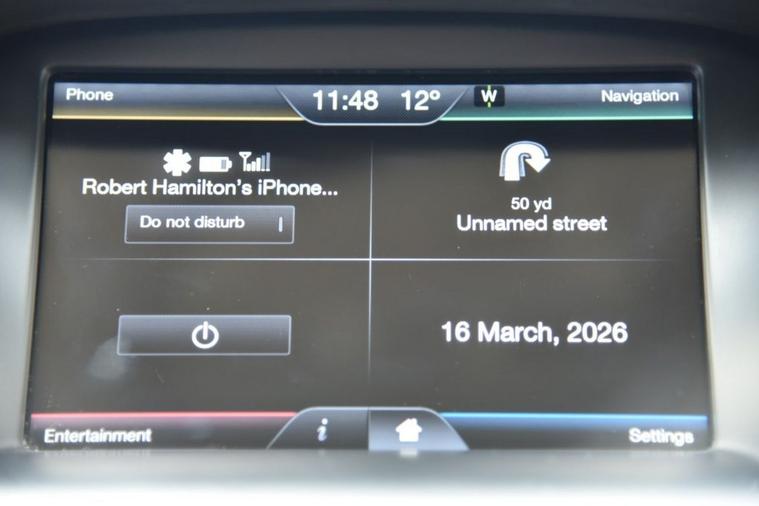 Phone
11:48 12°
W
Navigation
Robert Hamilton's iPhone...
Do not disturb
50 yd
Unnamed street
16 March, 2026
Entertainment
i
Settings